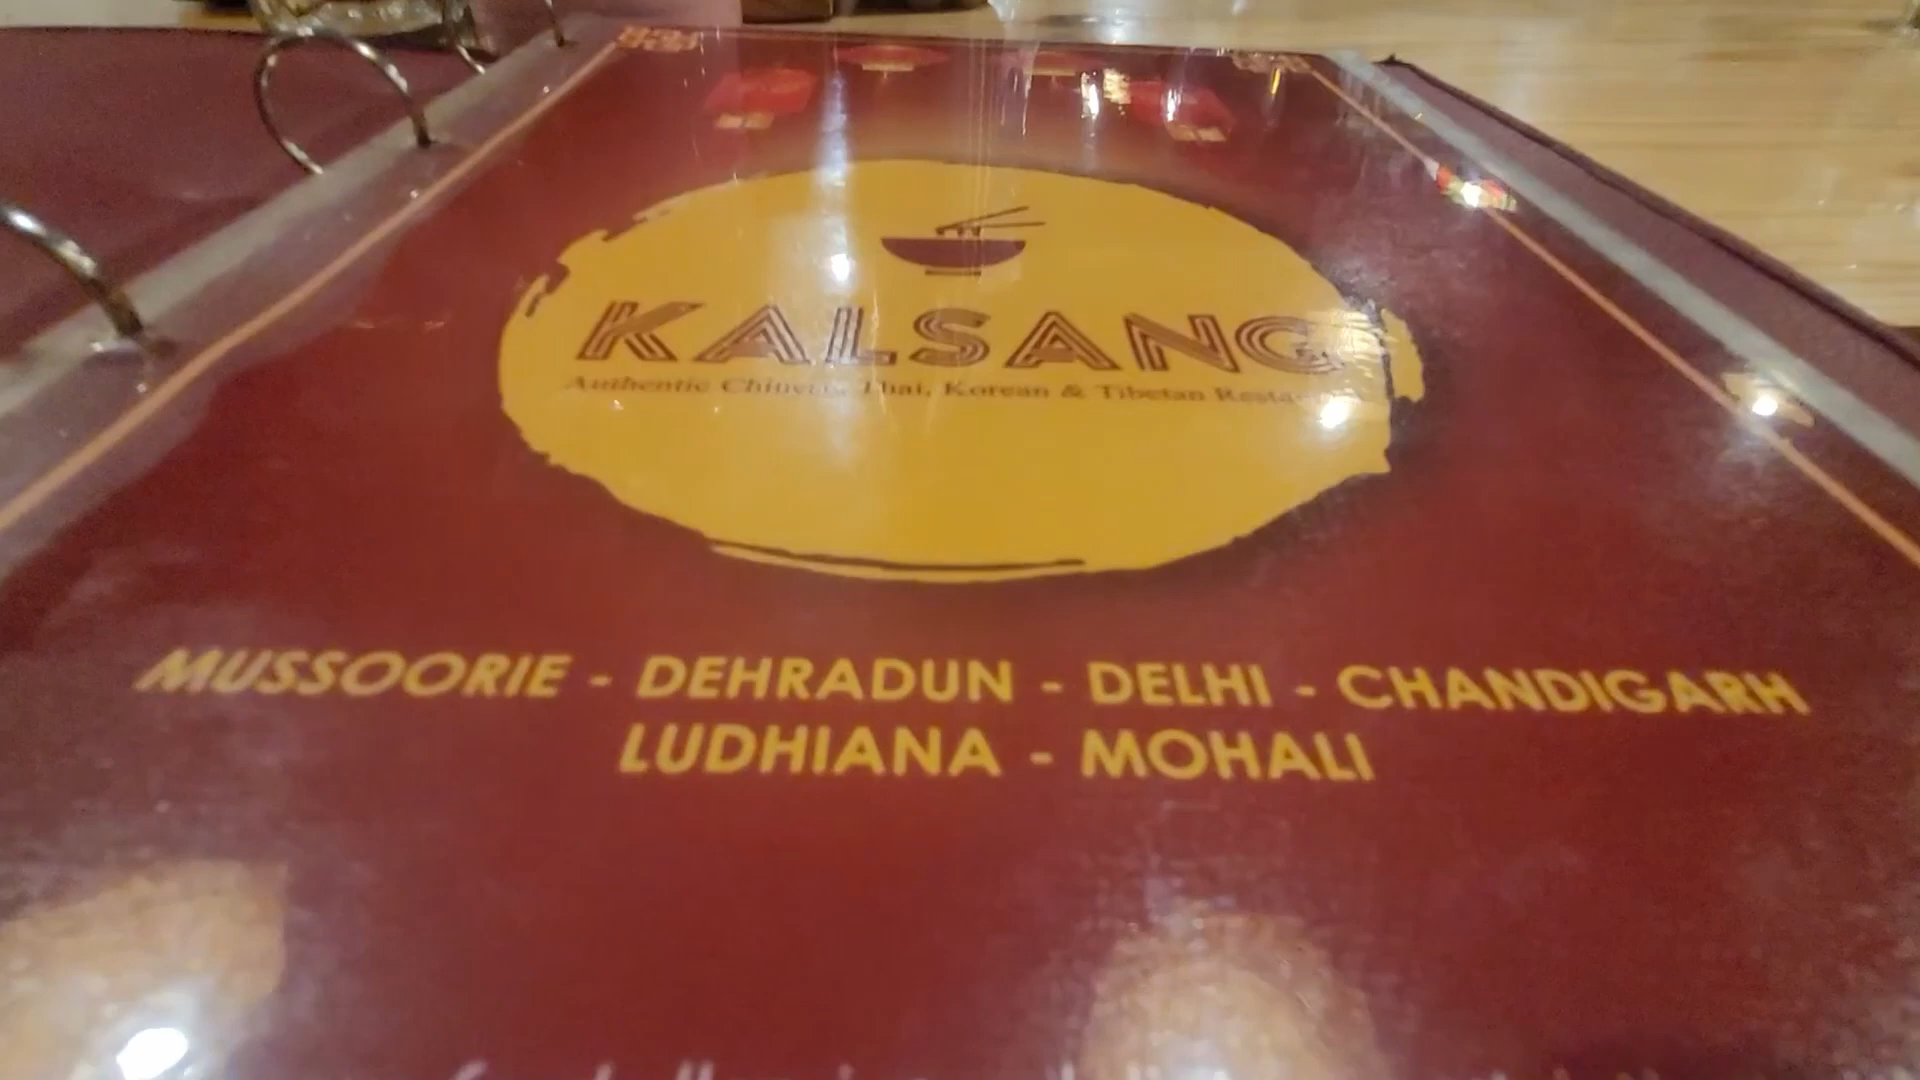 KALSANG
Authentic Chinese, Thai, Korean & Tibetan
MUSSOORIE - DEHRADUN - DELHI - CHANDIGARH
LUDHIANA - MOHALI